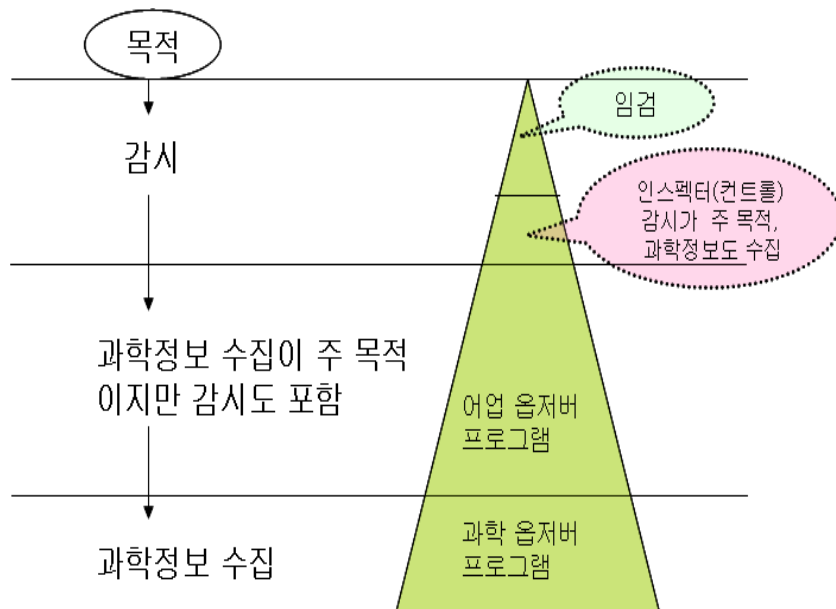 목적
임검
감시
인스펙터(컨트롤)
감시가 주 목적,
과학정보도 수집
과학정보 수집이 주 목적
이지만 감시도 포함
어업 옵저버
프로그램
과학정보 수집
과학 옵저버
프로그램